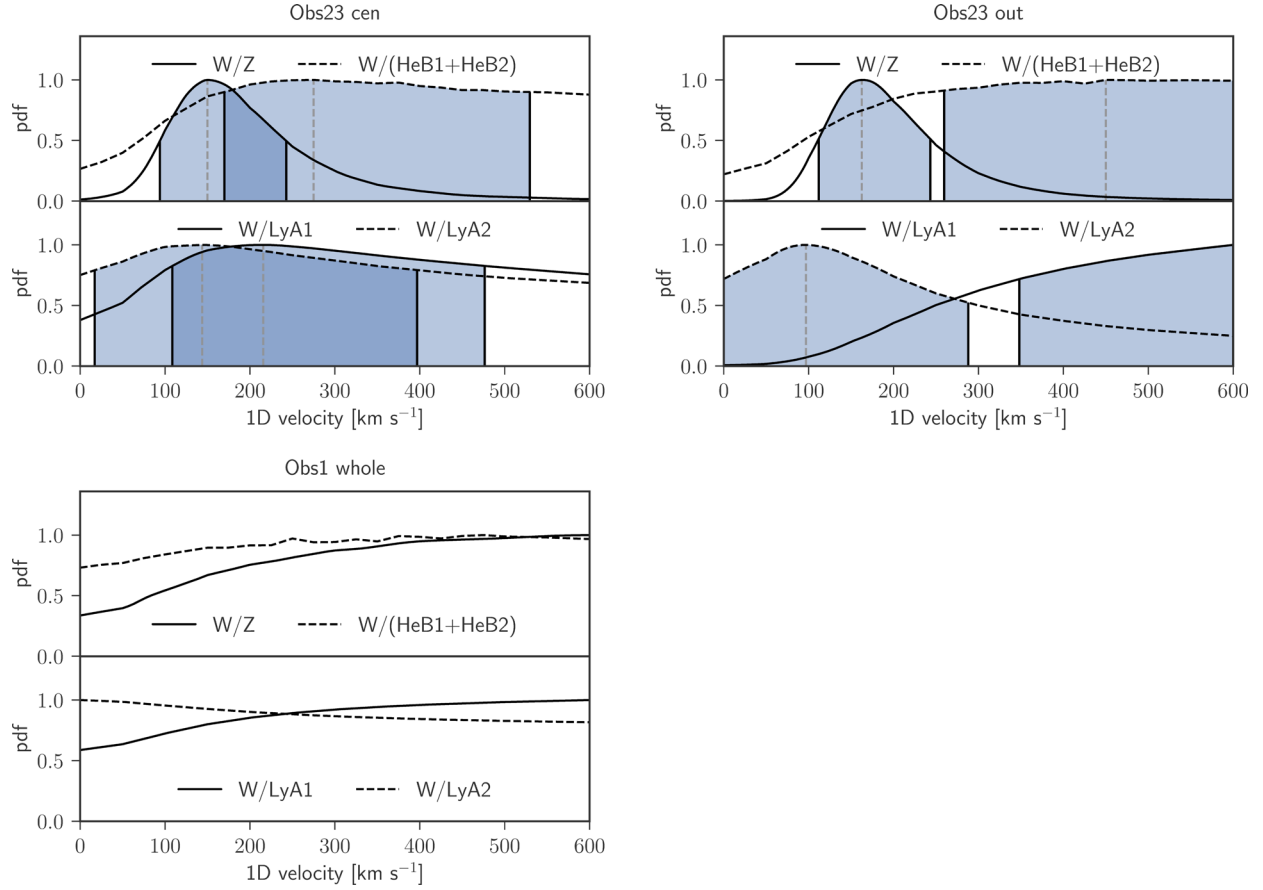 Obs23 cen
pdf
1.0
0.5
0.0
W/Z
W/(HeB1+HeB2)
pdf
1.0
0.5
0.0
W/LyA1
W/LyA2
0 100 200 300 400 500 600
1D velocity [km s⁻¹]
Obs23 out
pdf
1.0
0.5
0.0
W/Z
W/(HeB1+HeB2)
pdf
1.0
0.5
0.0
W/LyA1
W/LyA2
0 100 200 300 400 500 600
1D velocity [km s⁻¹]
Obs1 whole
pdf
1.0
0.5
0.0
W/Z
W/(HeB1+HeB2)
pdf
1.0
0.5
0.0
W/LyA1
W/LyA2
0 100 200 300 400 500 600
1D velocity [km s⁻¹]